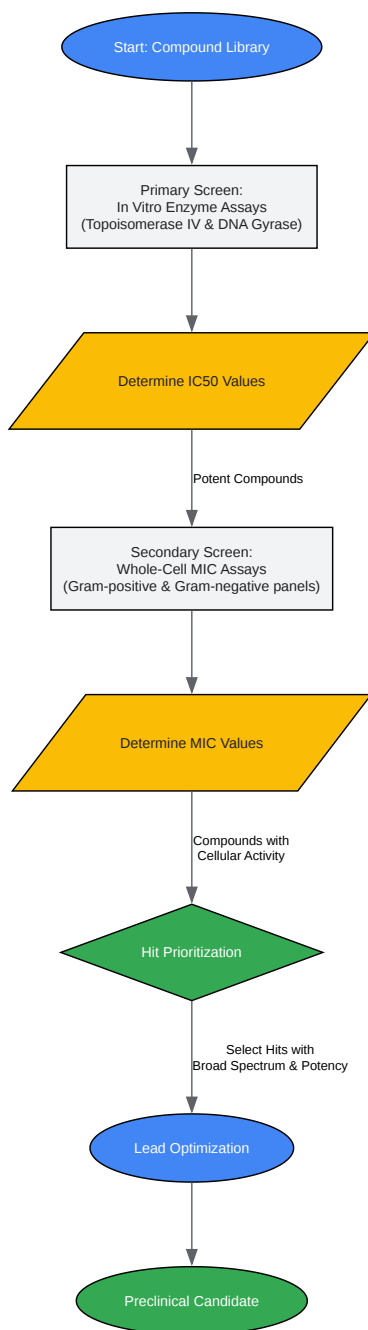 Start: Compound Library
Primary Screen:
In Vitro Enzyme Assays
(Topoisomerase IV & DNA Gyrase)
Determine IC50 Values
Potent Compounds
Secondary Screen:
Whole-Cell MIC Assays
(Gram-positive & Gram-negative panels)
Determine MIC Values
Compounds with
Cellular Activity
Hit Prioritization
Select Hits with
Broad Spectrum & Potency
Lead Optimization
Preclinical Candidate